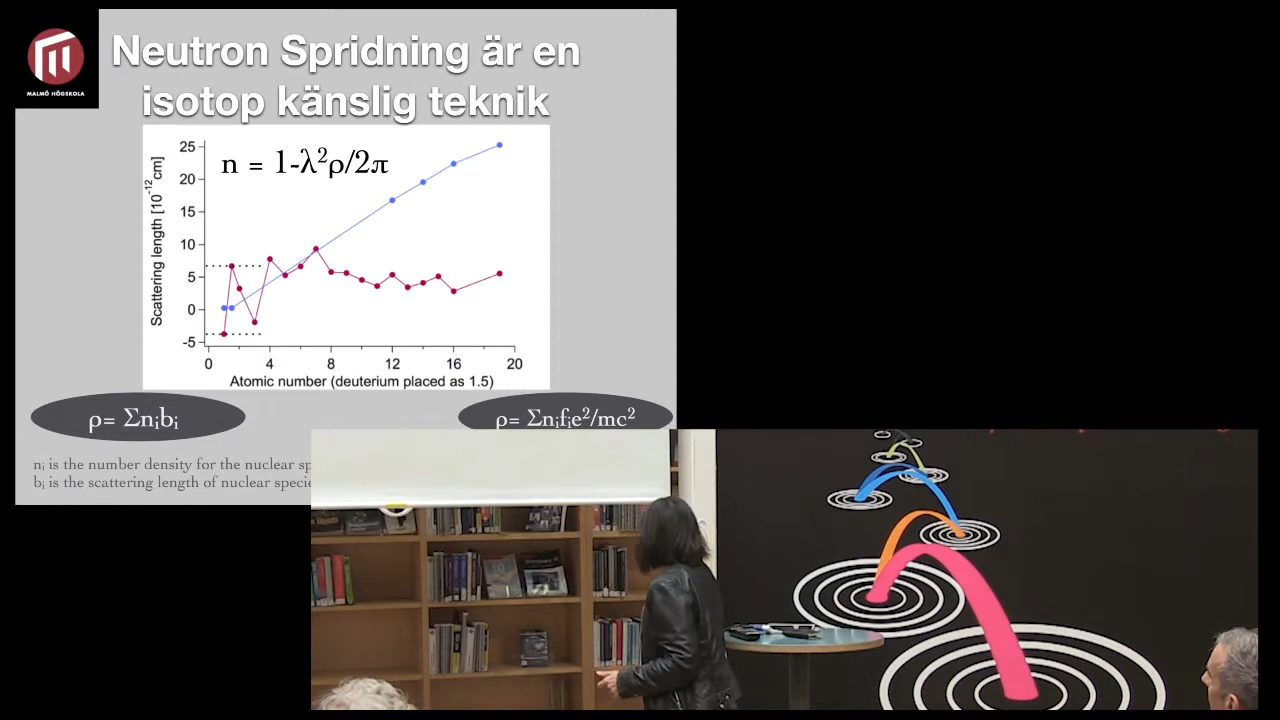 MALMÖ HÖGSKOLA
Neutron Spridning är en
isotop känslig teknik
n = 1-λ²ρ/2π
Scattering length [10⁻¹²cm]
25
20
15
10
5
0
-5
0 4 8 12 16 20
Atomic number (deuterium placed as 1.5)
ρ= Σnᵢbᵢ
ρ= Σnᵢfᵢe²/mc²
nᵢ is the number density for the nuclear sp
bᵢ is the scattering length of nuclear specie